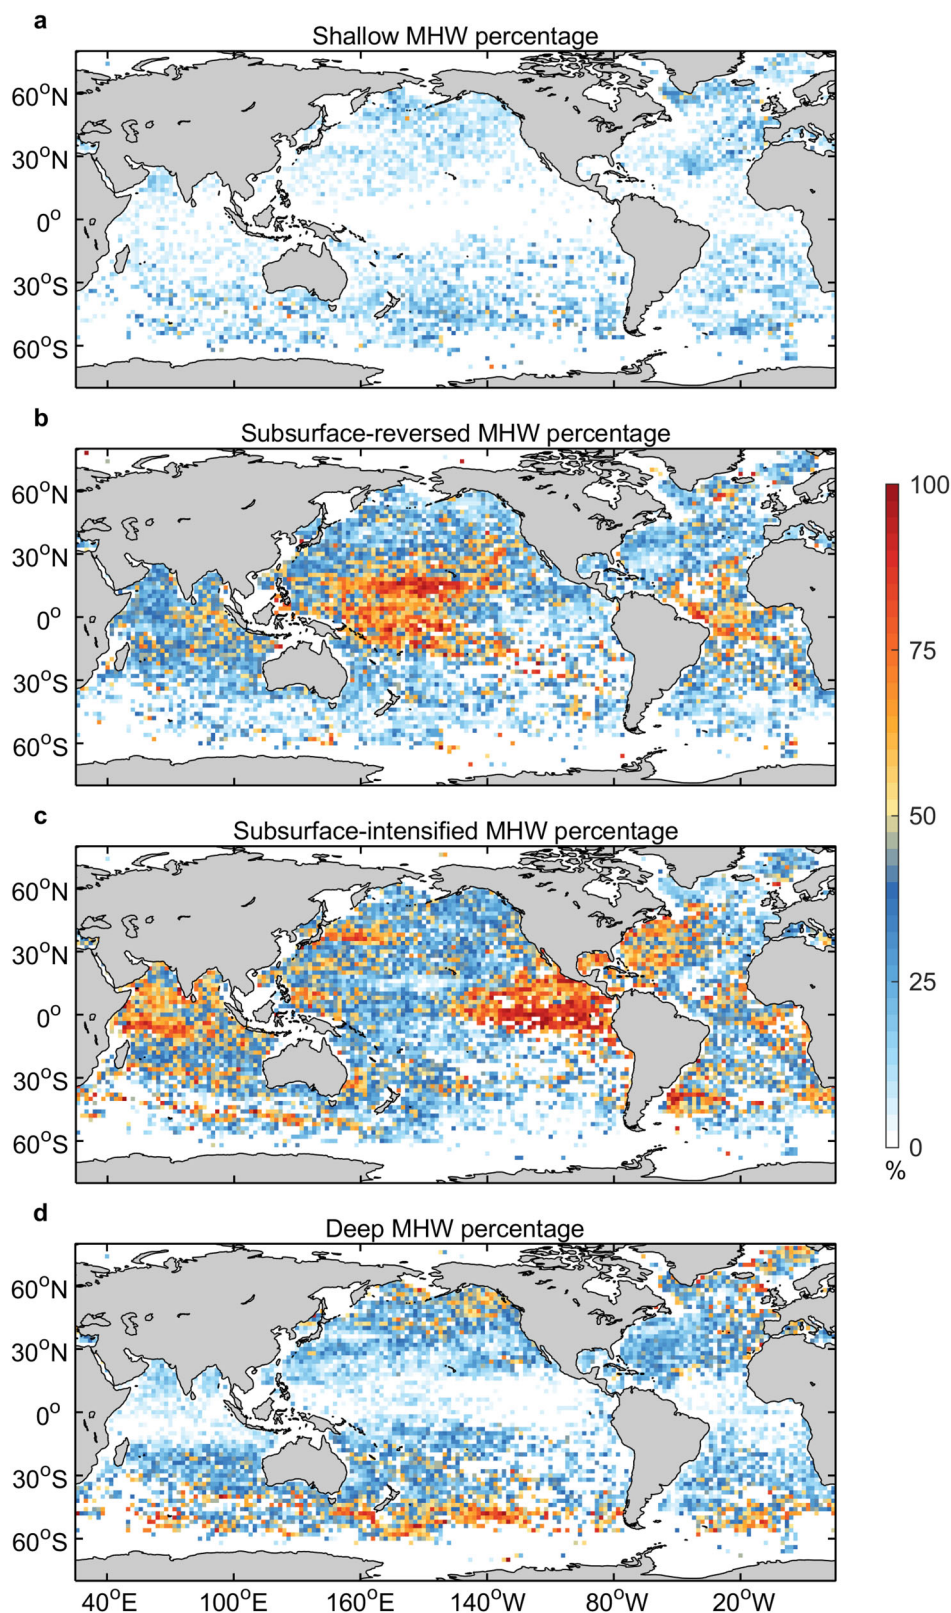 a
Shallow MHW percentage
60°N
30°N
0°
30°S
60°S
b
Subsurface-reversed MHW percentage
60°N
30°N
0°
30°S
60°S
c
Subsurface-intensified MHW percentage
60°N
30°N
0°
30°S
60°S
d
Deep MHW percentage
60°N
30°N
0°
30°S
60°S
40°E 100°E 160°E 140°W 80°W 20°W
100
75
50
25
0
%